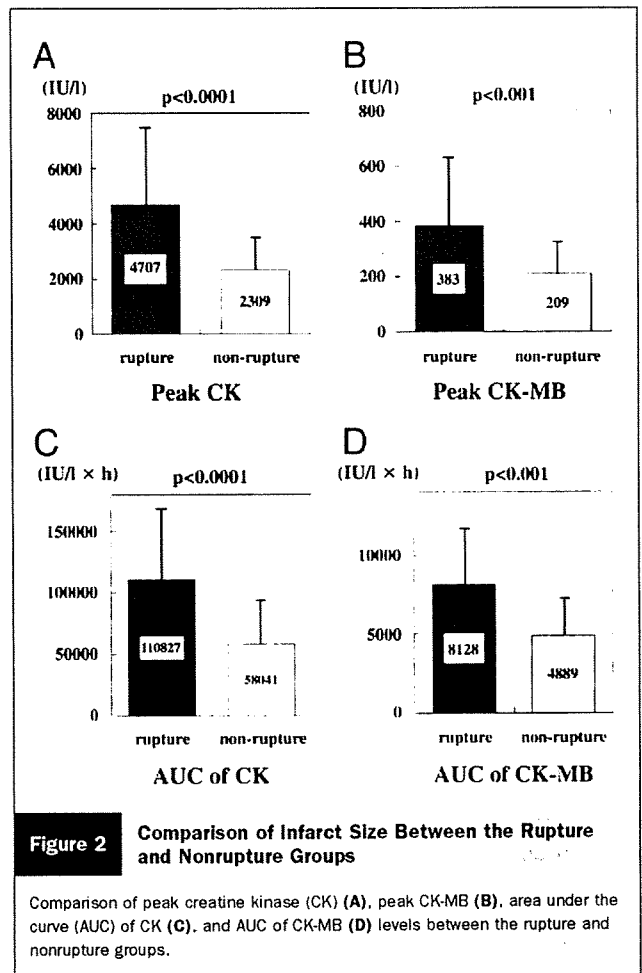 A
(IU/l)
p<0.0001
8000
6000
4000
2000
0
4707
2309
rupture non-rupture
Peak CK
B
(IU/l)
p<0.001
800
600
400
200
0
383
209
rupture non-rupture
Peak CK-MB
C
(IU/l × h)
p<0.0001
150000
100000
50000
0
110827
58041
rupture non-rupture
AUC of CK
D
(IU/l × h)
p<0.001
10000
5000
0
8128
4889
rupture non-rupture
AUC of CK-MB
Figure 2
Comparison of Infarct Size Between the Rupture
and Nonrupture Groups
Comparison of peak creatine kinase (CK) (A), peak CK-MB (B), area under the
curve (AUC) of CK (C), and AUC of CK-MB (D) levels between the rupture and
nonrupture groups.